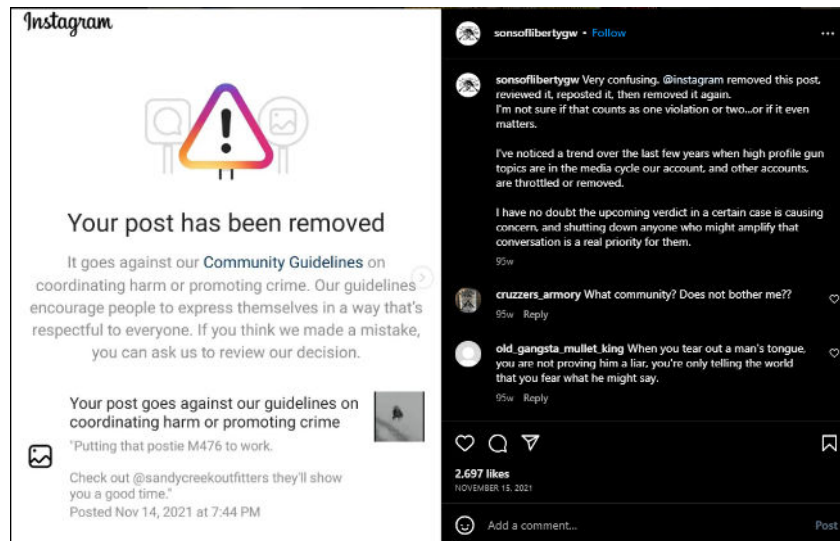 Instagram
Your post has been removed
It goes against our Community Guidelines on
coordinating harm or promoting crime. Our guidelines
encourage people to express themselves in a way that's
respectful to everyone. If you think we made a mistake,
you can ask us to review our decision.
Your post goes against our guidelines on
coordinating harm or promoting crime
"Putting that postie M476 to work.
Check out @sandycreekoutfitters they'll show
you a good time."
Posted Nov 14, 2021 at 7:44 PM
sonsoflibertygw • Follow
sonsoflibertygw Very confusing. @instagram removed this post,
reviewed it, reposted it, then removed it again.
I'm not sure if that counts as one violation or two...or if it even
matters.
I've noticed a trend over the last few years when high profile gun
topics are in the media cycle our account, and other accounts,
are throttled or removed.
I have no doubt the upcoming verdict in a certain case is causing
concern, and shutting down anyone who might amplify that
conversation is a real priority for them.
95w
cruzzers_armory What community? Does not bother me??
95w Reply
old_gangsta_mullet_king When you tear out a man's tongue,
you are not proving him a liar, you're only telling the world
that you fear what he might say.
95w Reply
2,697 likes
NOVEMBER 15, 2021
Add a comment...
Post